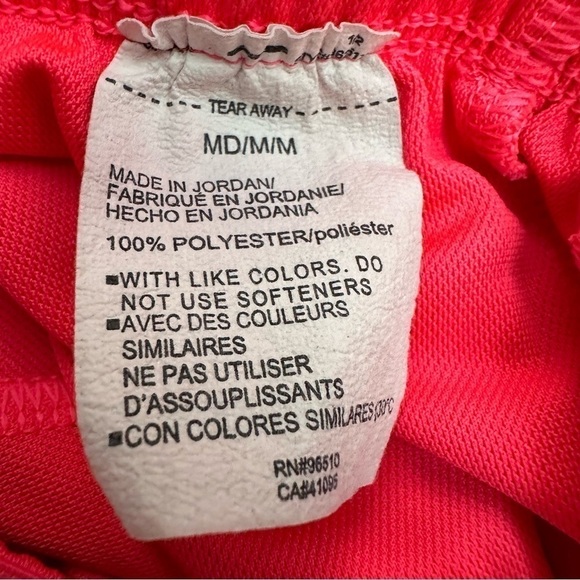 TEAR AWAY
MD/M/M
MADE IN JORDAN/
FABRIQUÉ EN JORDANIE/
HECHO EN JORDANIA
100% POLYESTER/poliéster
■WITH LIKE COLORS. DO
NOT USE SOFTENERS
■AVEC DES COULEURS
SIMILAIRES
NE PAS UTILISER
D'ASSOUPLISSANTS
■CON COLORES SIMILARES (30°C
RN#96510
CA#41096